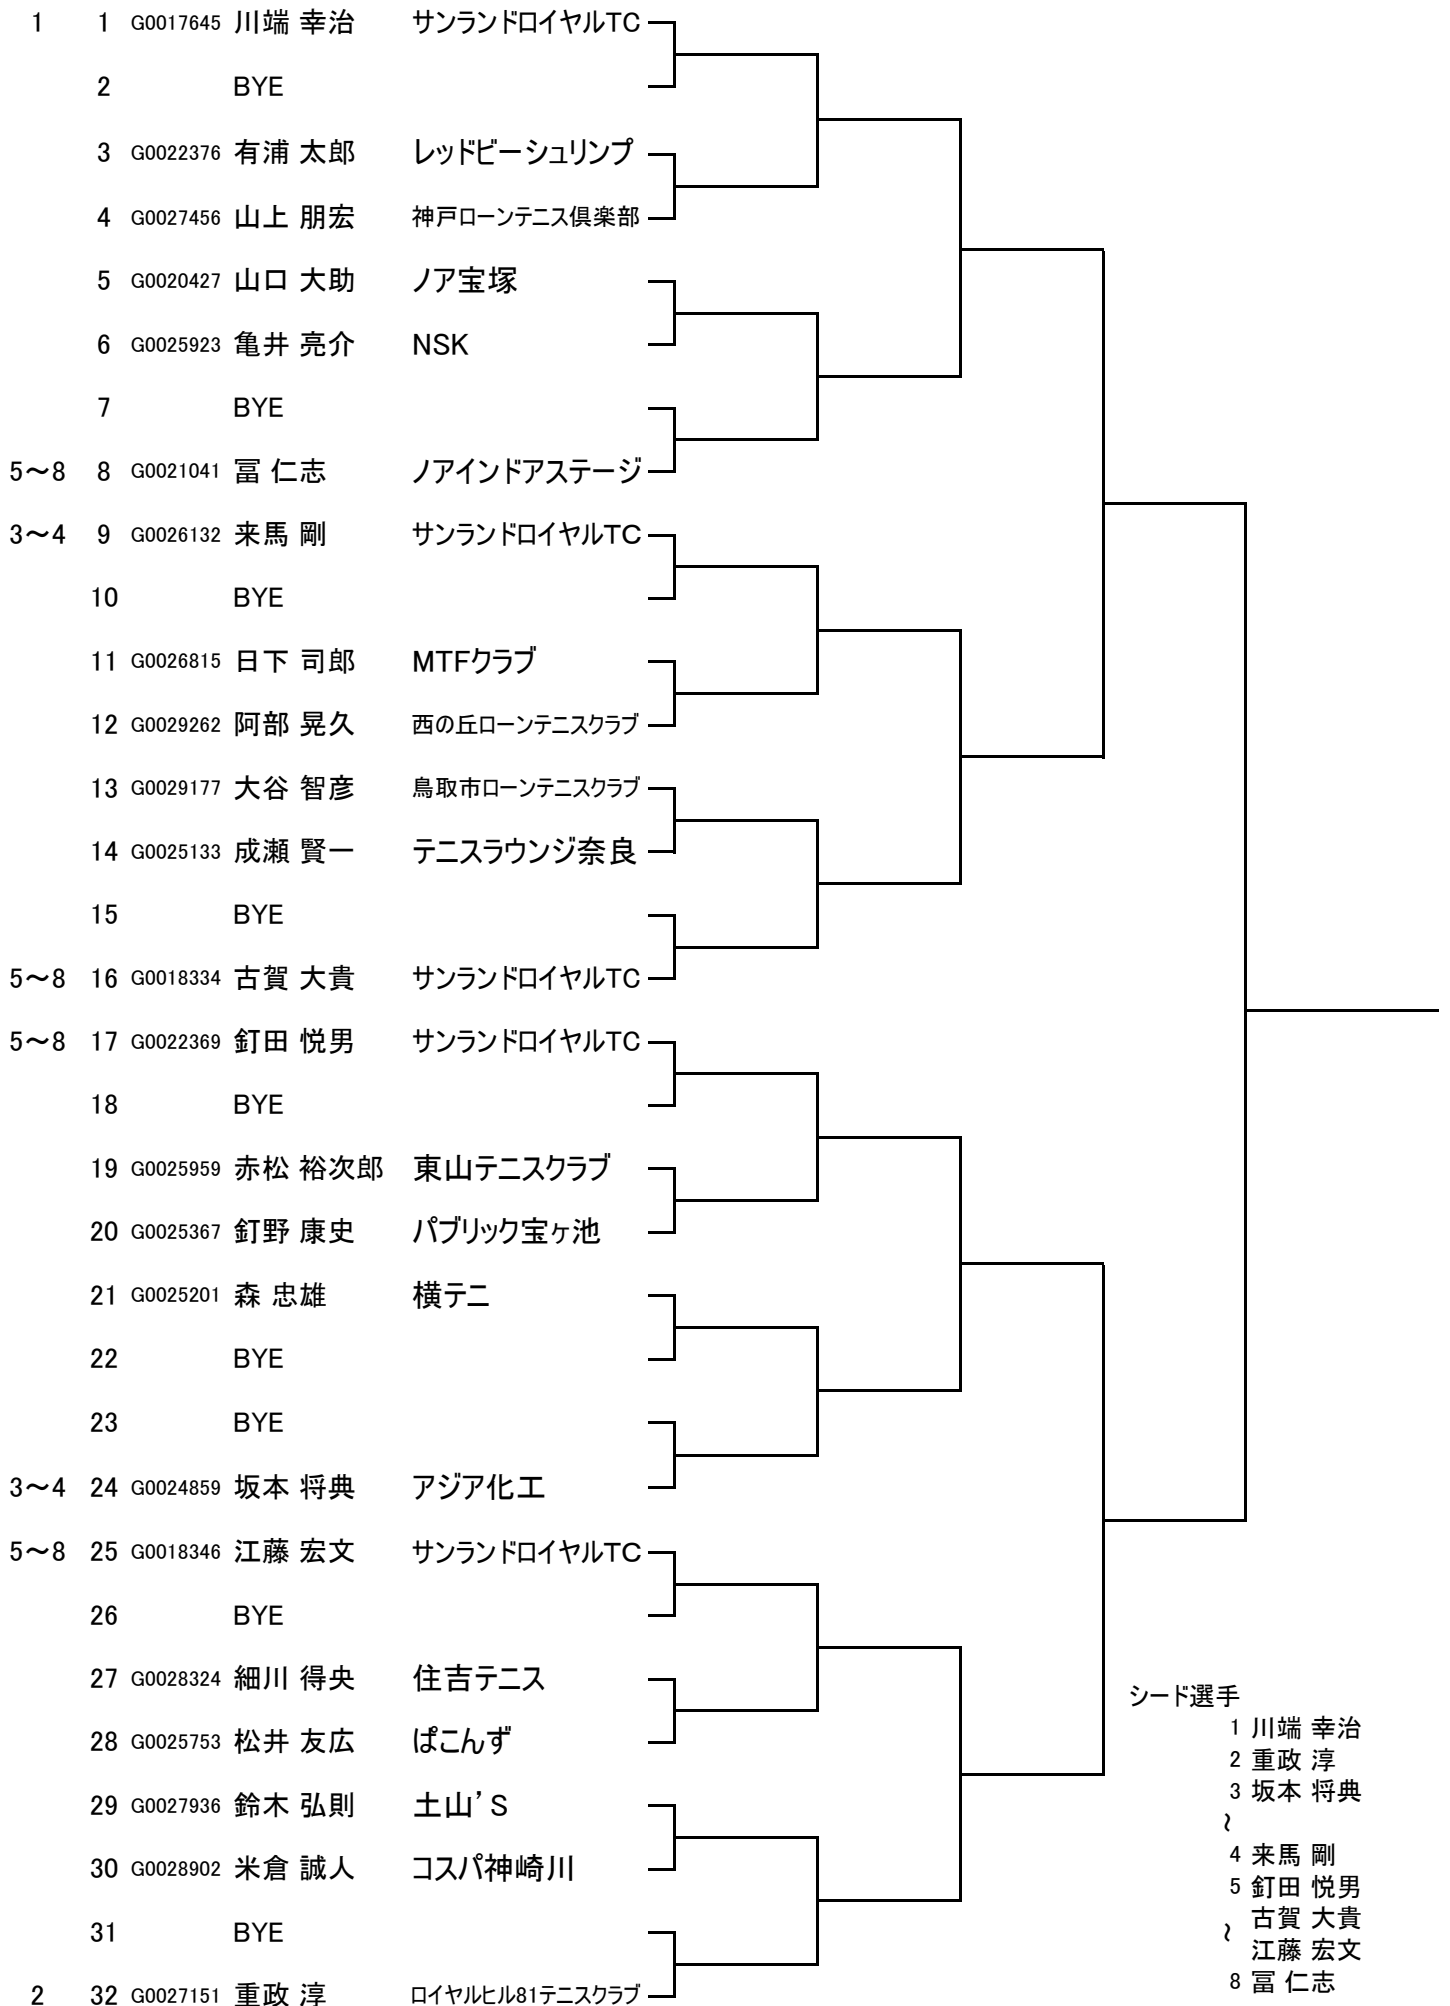 1 1 G0017645 川端 幸治 サンランドロイヤルTC
2 BYE
3 G0022376 有浦 太郎 レッドビーシュリンプ
4 G0027456 山上 朋宏 神戸ローンテニス倶楽部
5 G0020427 山口 大助 ノア宝塚
6 G0025923 亀井 亮介 NSK
7 BYE
5～8 8 G0021041 冨 仁志 ノアインドアステージ
3～4 9 G0026132 来馬 剛 サンランドロイヤルTC
10 BYE
11 G0026815 日下 司郎 MTFクラブ
12 G0029262 阿部 晃久 西の丘ローンテニスクラブ
13 G0029177 大谷 智彦 鳥取市ローンテニスクラブ
14 G0025133 成瀬 賢一 テニスラウンジ奈良
15 BYE
5～8 16 G0018334 古賀 大貴 サンランドロイヤルTC
5～8 17 G0022369 釘田 悦男 サンランドロイヤルTC
18 BYE
19 G0025959 赤松 裕次郎 東山テニスクラブ
20 G0025367 釘野 康史 パブリック宝ヶ池
21 G0025201 森 忠雄 横テニ
22 BYE
23 BYE
3～4 24 G0024859 坂本 将典 アジア化工
5～8 25 G0018346 江藤 宏文 サンランドロイヤルTC
26 BYE
27 G0028324 細川 得央 住吉テニス
28 G0025753 松井 友広 ぱこんず
29 G0027936 鈴木 弘則 土山’S
30 G0028902 米倉 誠人 コスパ神崎川
31 BYE
2 32 G0027151 重政 淳 ロイヤルヒル81テニスクラブ
シード選手
1 川端 幸治
2 重政 淳
3 坂本 将典
～
4 来馬 剛
5 釘田 悦男
古賀 大貴
～
江藤 宏文
8 冨 仁志